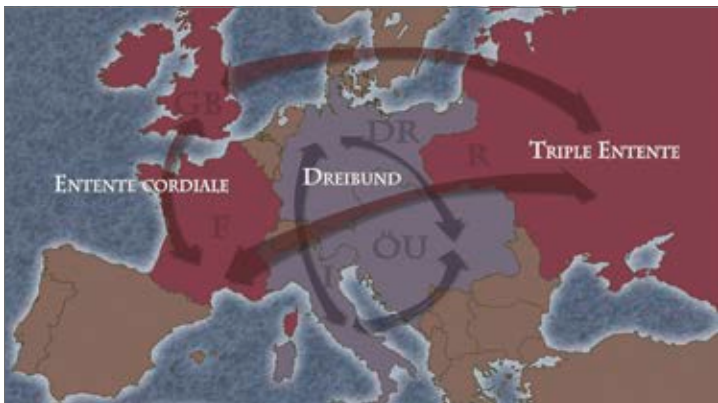 GB
DR
R
TRIPLE ENTENTE
ENTENTE CORDIALE
DREIBUND
F
ÖU
I